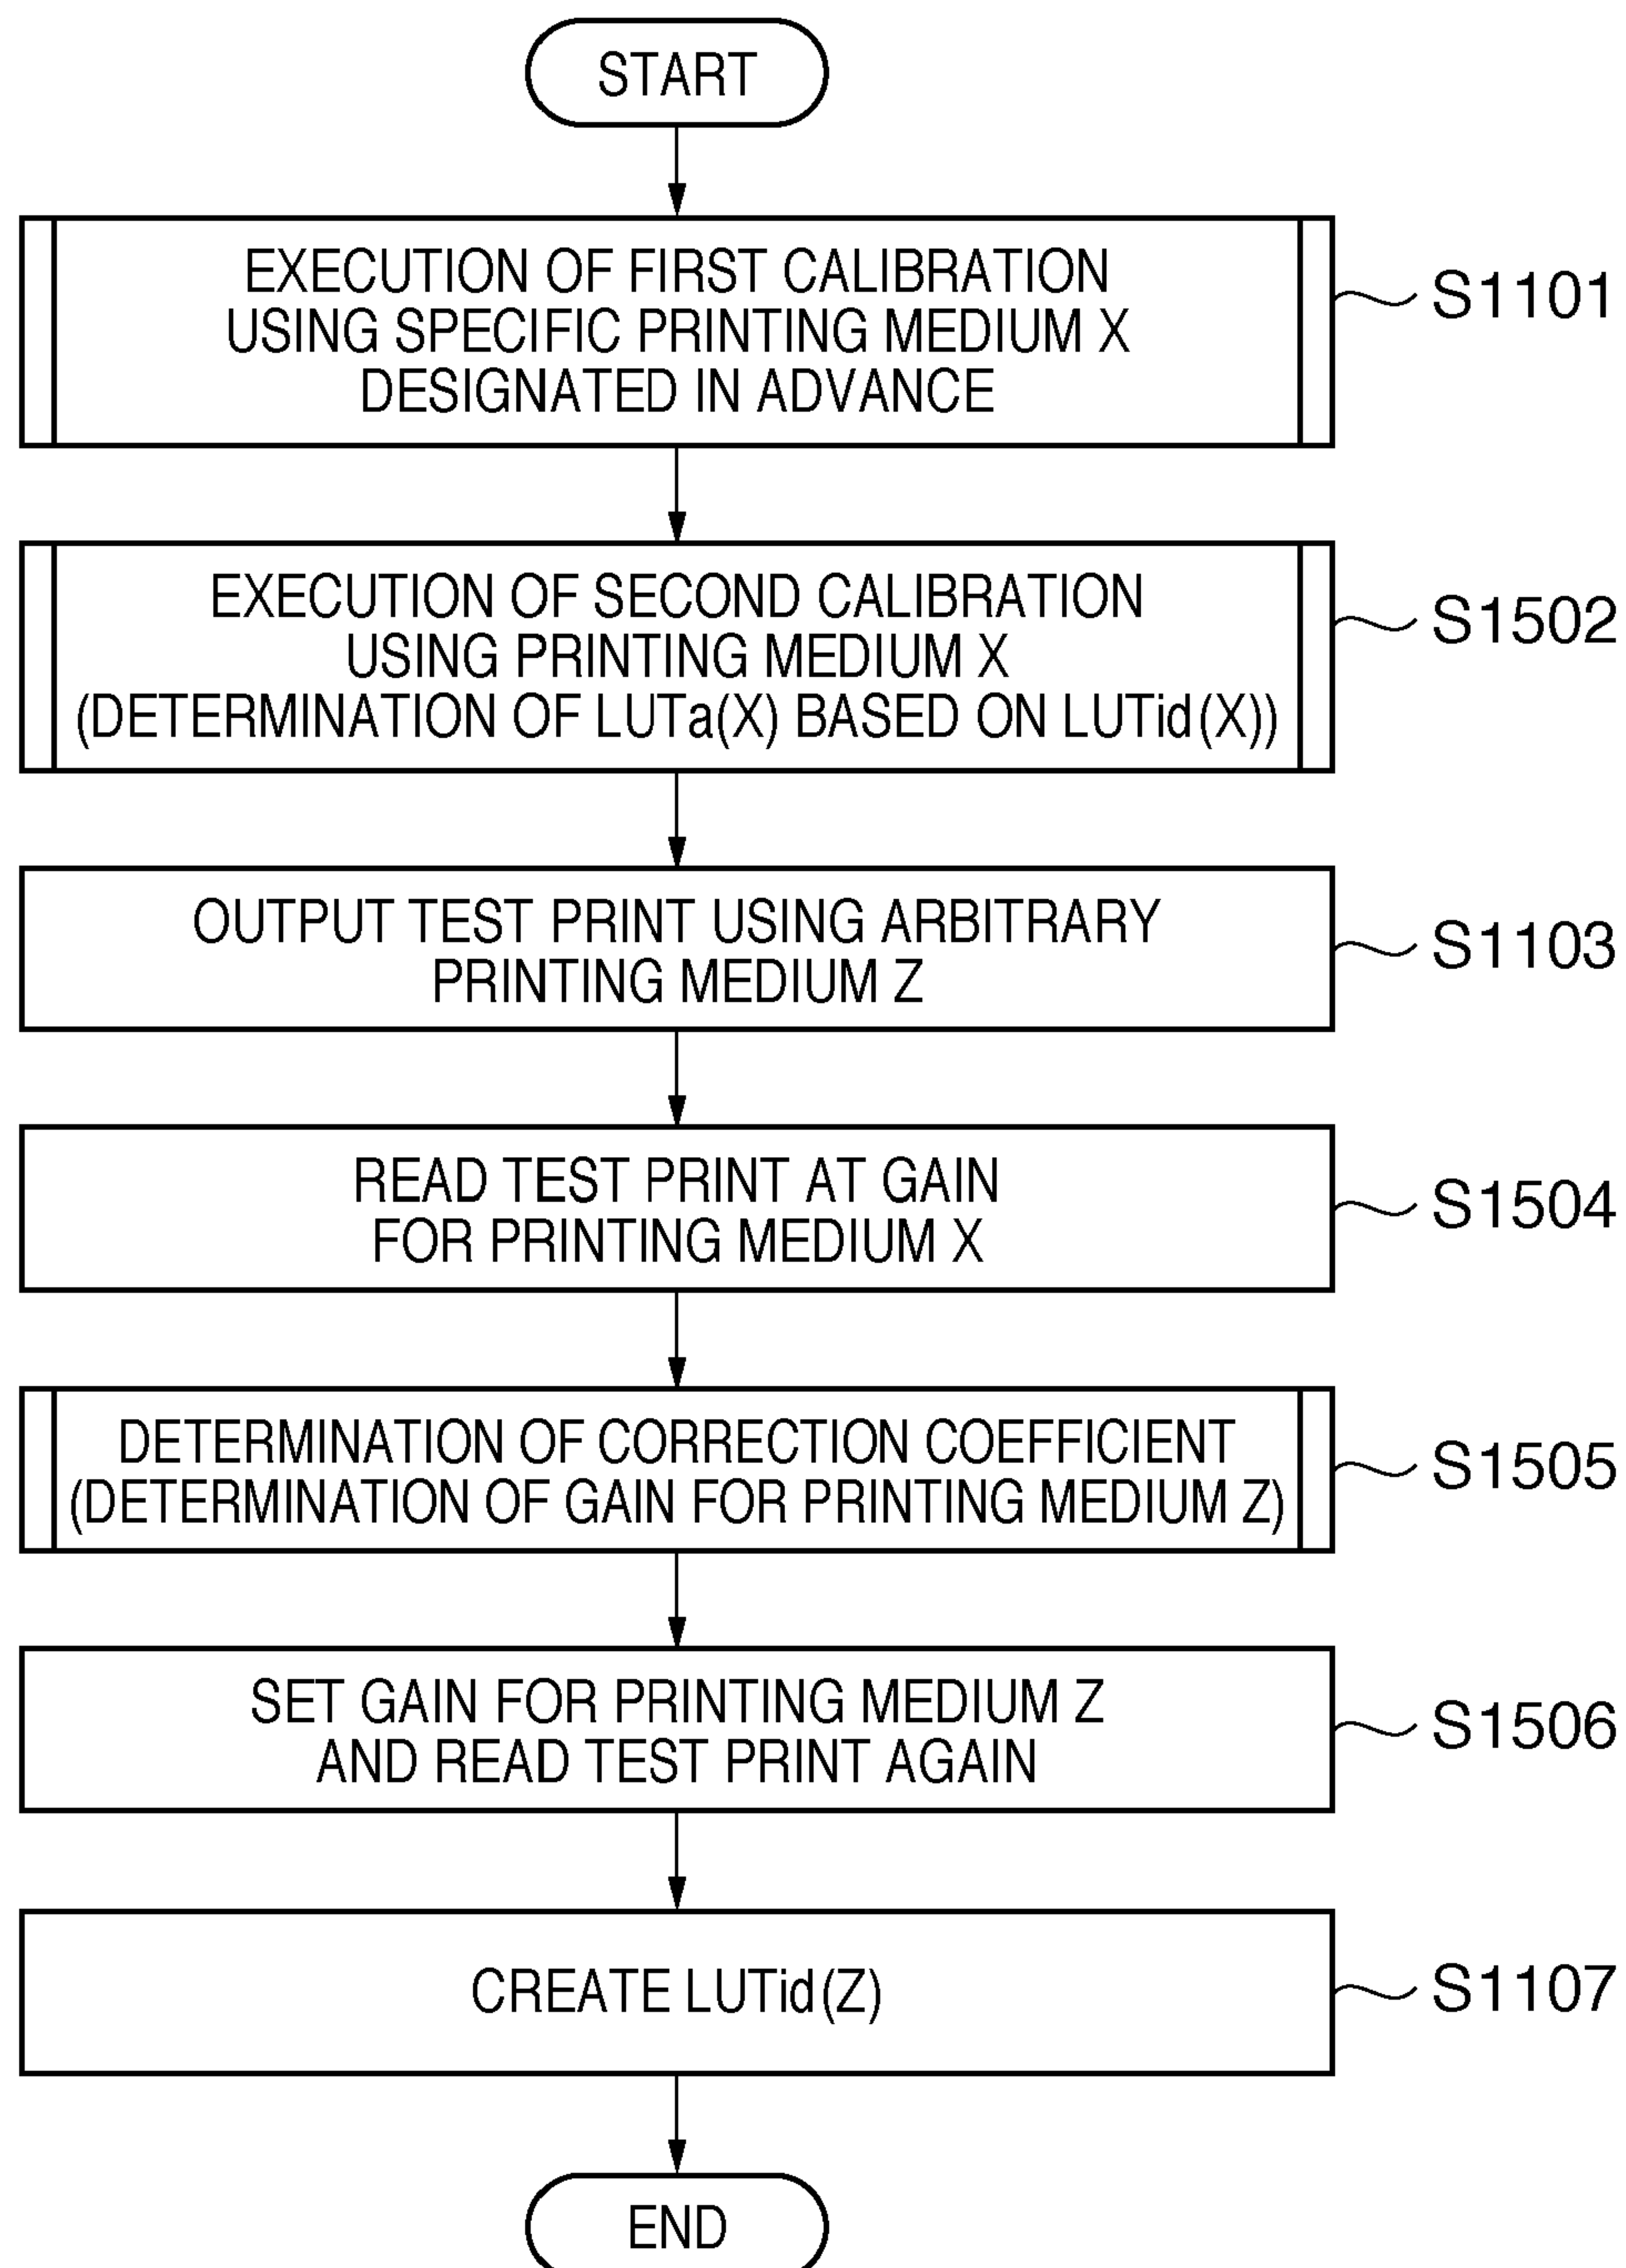 START
EXECUTION OF FIRST CALIBRATION
USING SPECIFIC PRINTING MEDIUM X
DESIGNATED IN ADVANCE
S1101
EXECUTION OF SECOND CALIBRATION
USING PRINTING MEDIUM X
(DETERMINATION OF LUTa(X) BASED ON LUTid(X))
S1502
OUTPUT TEST PRINT USING ARBITRARY
PRINTING MEDIUM Z
S1103
READ TEST PRINT AT GAIN
FOR PRINTING MEDIUM X
S1504
DETERMINATION OF CORRECTION COEFFICIENT
(DETERMINATION OF GAIN FOR PRINTING MEDIUM Z)
S1505
SET GAIN FOR PRINTING MEDIUM Z
AND READ TEST PRINT AGAIN
S1506
CREATE LUTid(Z)
S1107
END